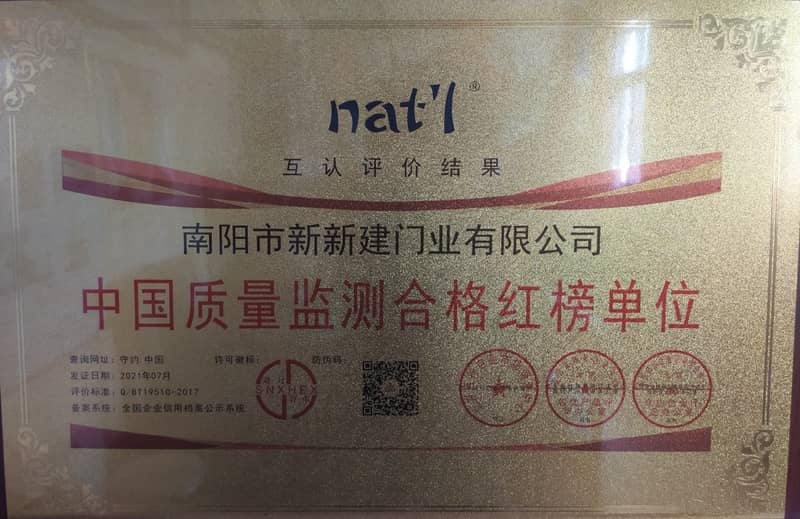 nat'l®
互认评价结果
南阳市新新建门业有限公司
中国质量监测合格红榜单位
查询网址：守约.中国
许可徽标：
防伪码：
发证日期：2021年07月
评价标准：Q/BT19510-2017
备案系统：全国企业信用档案公示系统
SNXHEX